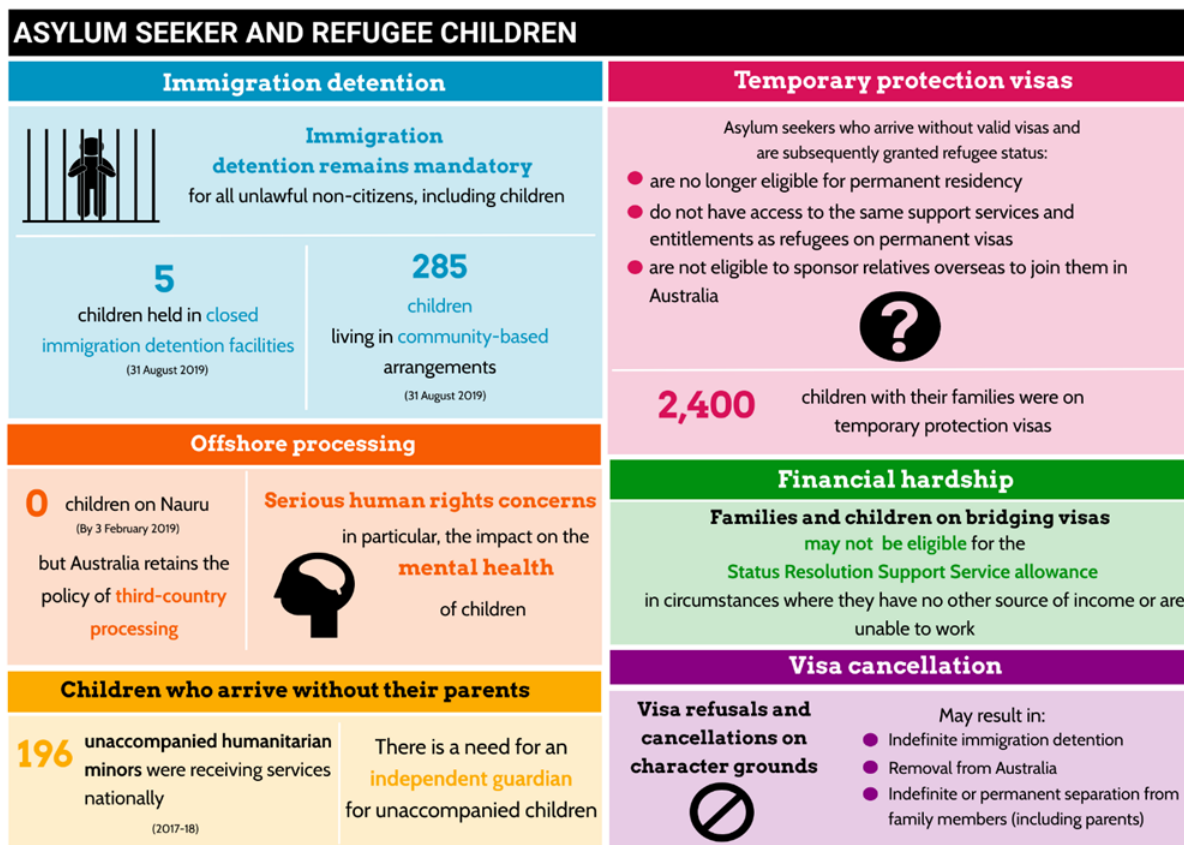 ASYLUM SEEKER AND REFUGEE CHILDREN
Immigration detention
Immigration
detention remains mandatory
for all unlawful non-citizens, including children
5
children held in closed
immigration detention facilities
(31 August 2019)
285
children
living in community-based
arrangements
(31 August 2019)
Offshore processing
0 children on Nauru
(By 3 February 2019)
but Australia retains the
policy of third-country
processing
Serious human rights concerns
in particular, the impact on the
mental health
of children
Children who arrive without their parents
196 unaccompanied humanitarian
minors were receiving services
nationally
(2017-18)
There is a need for an
independent guardian
for unaccompanied children
Temporary protection visas
Asylum seekers who arrive without valid visas and
are subsequently granted refugee status:
are no longer eligible for permanent residency
do not have access to the same support services and
entitlements as refugees on permanent visas
are not eligible to sponsor relatives overseas to join them in
Australia
?
2,400 children with their families were on
temporary protection visas
Financial hardship
Families and children on bridging visas
may not be eligible for the
Status Resolution Support Service allowance
in circumstances where they have no other source of income or are
unable to work
Visa cancellation
Visa refusals and
cancellations on
character grounds
May result in:
Indefinite immigration detention
Removal from Australia
Indefinite or permanent separation from
family members (including parents)